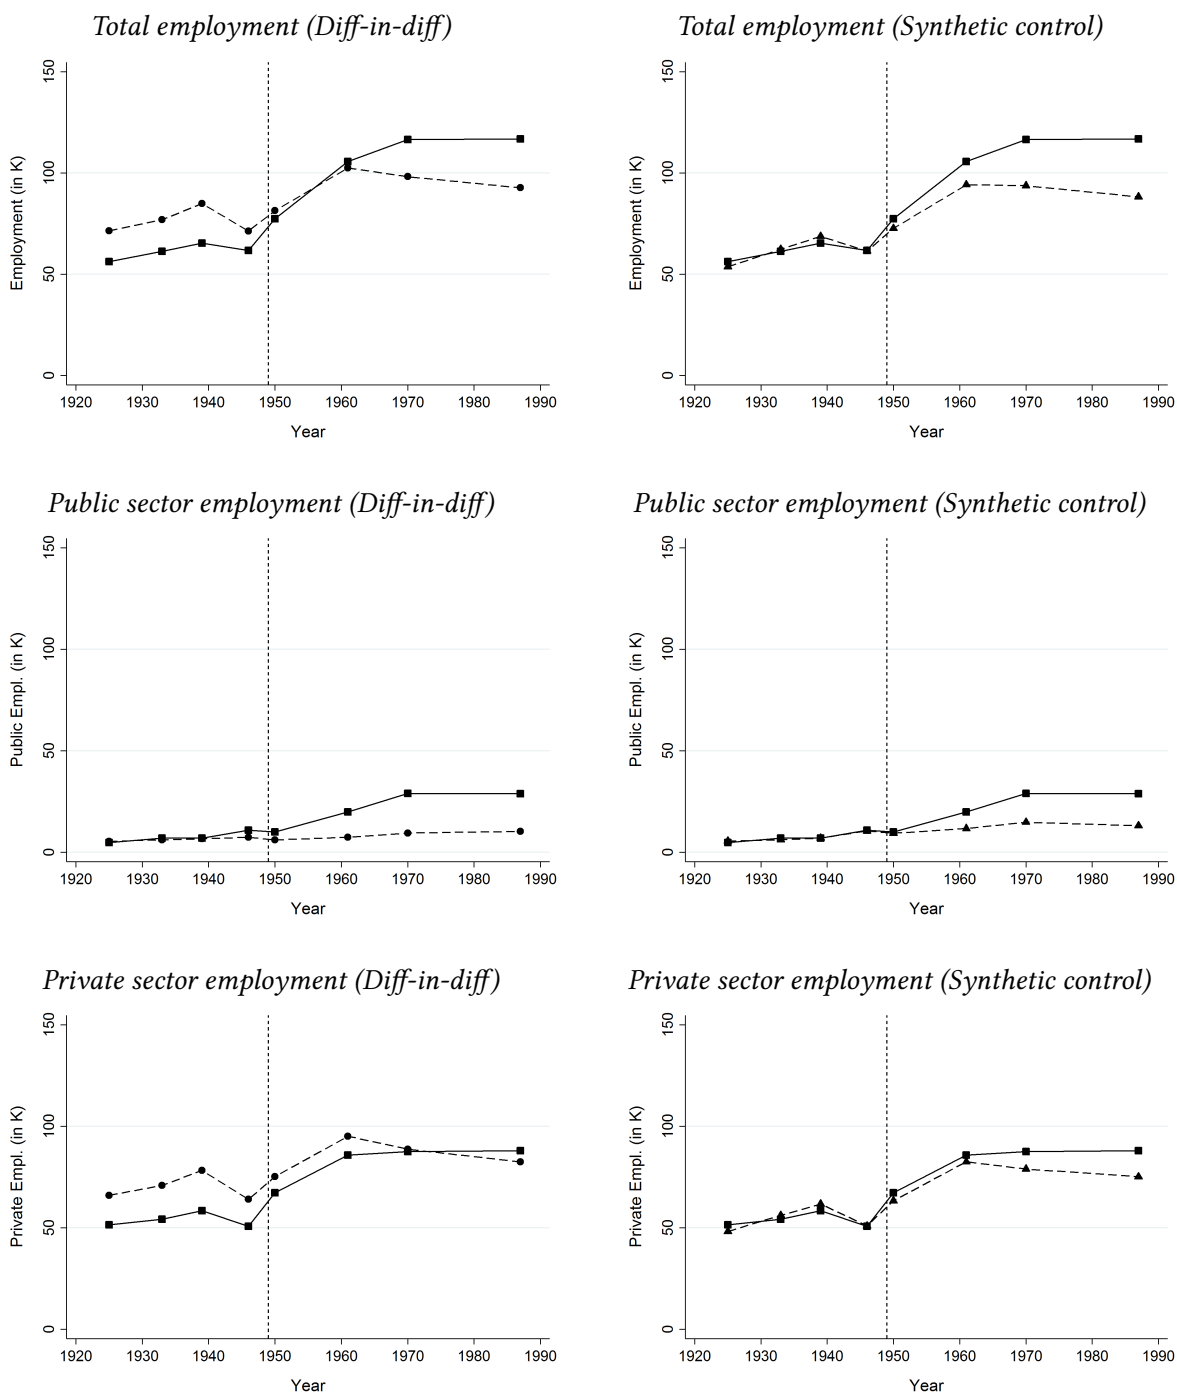 Total employment (Diff-in-diff)
150
100
50
0
Employment (in K)
1920 1930 1940 1950 1960 1970 1980 1990
Year
Total employment (Synthetic control)
150
100
50
0
Employment (in K)
1920 1930 1940 1950 1960 1970 1980 1990
Year
Public sector employment (Diff-in-diff)
150
100
50
0
Public Empl. (in K)
1920 1930 1940 1950 1960 1970 1980 1990
Year
Public sector employment (Synthetic control)
150
100
50
0
Public Empl. (in K)
1920 1930 1940 1950 1960 1970 1980 1990
Year
Private sector employment (Diff-in-diff)
150
100
50
0
Private Empl. (in K)
1920 1930 1940 1950 1960 1970 1980 1990
Year
Private sector employment (Synthetic control)
150
100
50
0
Private Empl. (in K)
1920 1930 1940 1950 1960 1970 1980 1990
Year